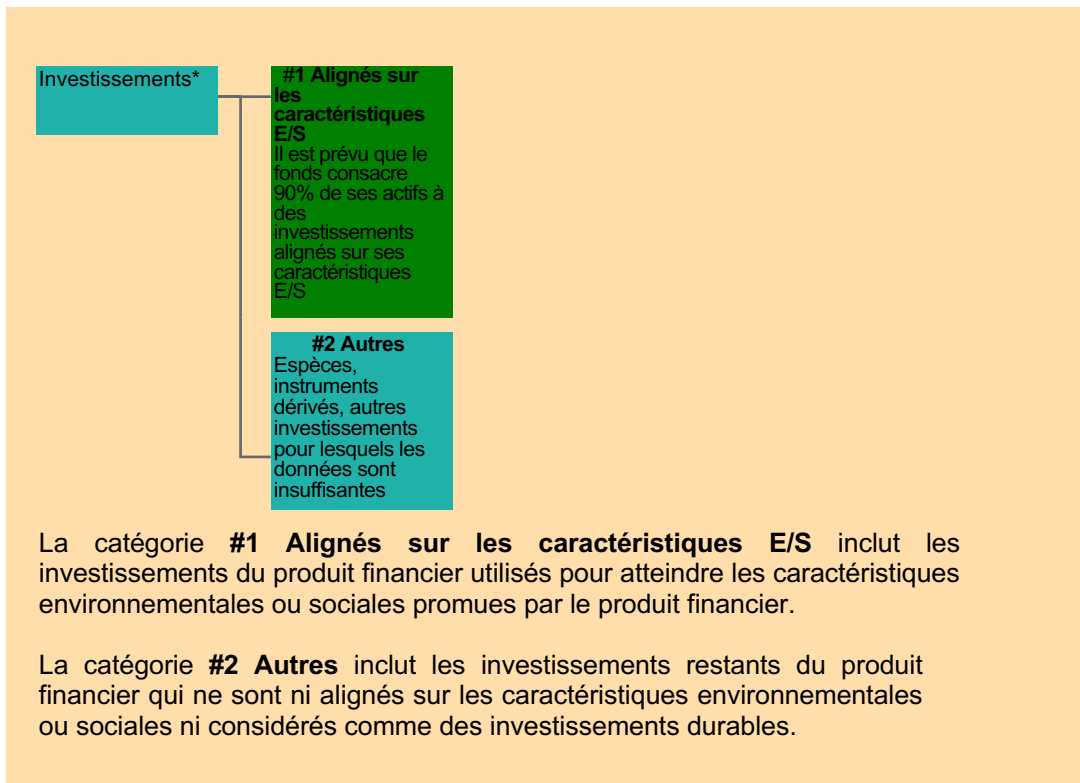 Investissements*
#1 Alignés sur
les
caractéristiques
E/S
Il est prévu que le
fonds consacre
90% de ses actifs à
des
investissements
alignés sur ses
caractéristiques
E/S
#2 Autres
Espèces,
instruments
dérivés, autres
investissements
pour lesquels les
données sont
insuffisantes
La catégorie #1 Alignés sur les caractéristiques E/S inclut les
investissements du produit financier utilisés pour atteindre les caractéristiques
environnementales ou sociales promues par le produit financier.
La catégorie #2 Autres inclut les investissements restants du produit
financier qui ne sont ni alignés sur les caractéristiques environnementales
ou sociales ni considérés comme des investissements durables.